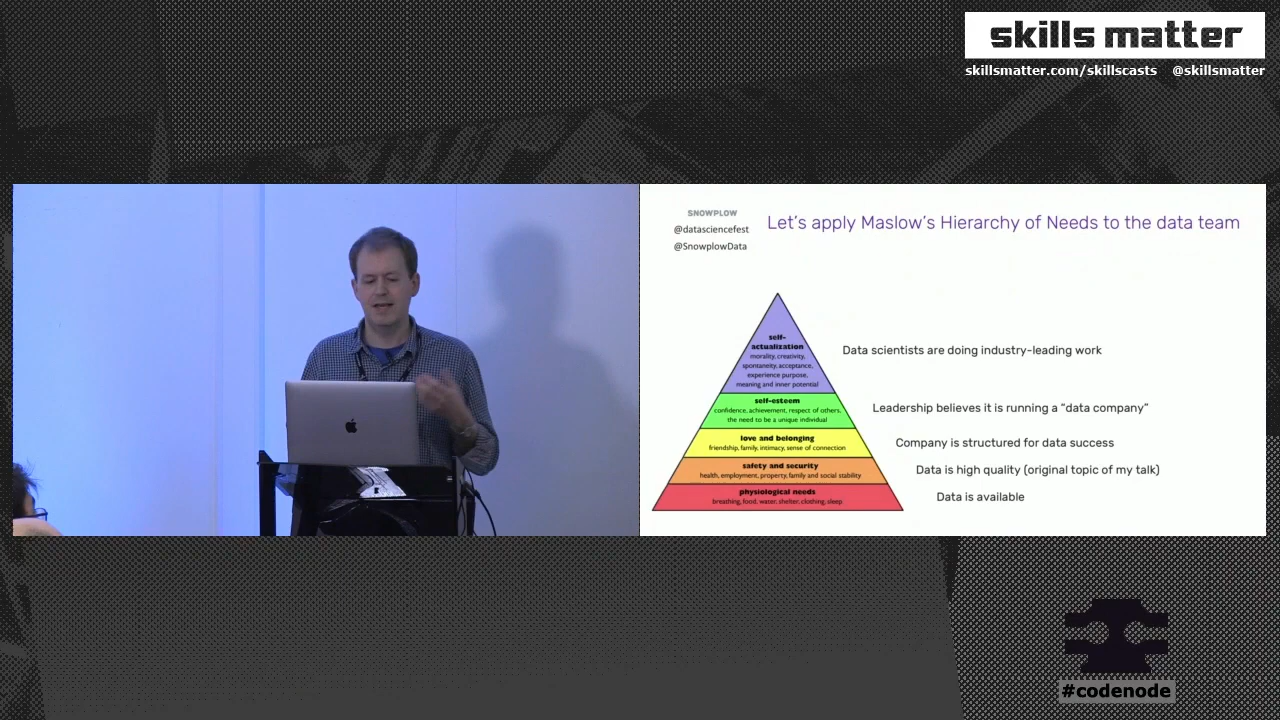 skills matter
skillsmatter.com/skillscasts @skillsmatter
SNOWPLOW
@datasciencefest
@SnowplowData
Let's apply Maslow's Hierarchy of Needs to the data team
self-
actualization
morality, creativity,
spontaneity, acceptance,
experience purpose,
meaning and inner potential
Data scientists are doing industry-leading work
self-esteem
confidence, achievement, respect of others,
the need to be a unique individual
Leadership believes it is running a “data company”
love and belonging
friendship, family, intimacy, sense of connection
Company is structured for data success
safety and security
health, employment, property, family and social stability
Data is high quality (original topic of my talk)
physiological needs
breathing, food, water, shelter, clothing, sleep
Data is available
#codenode